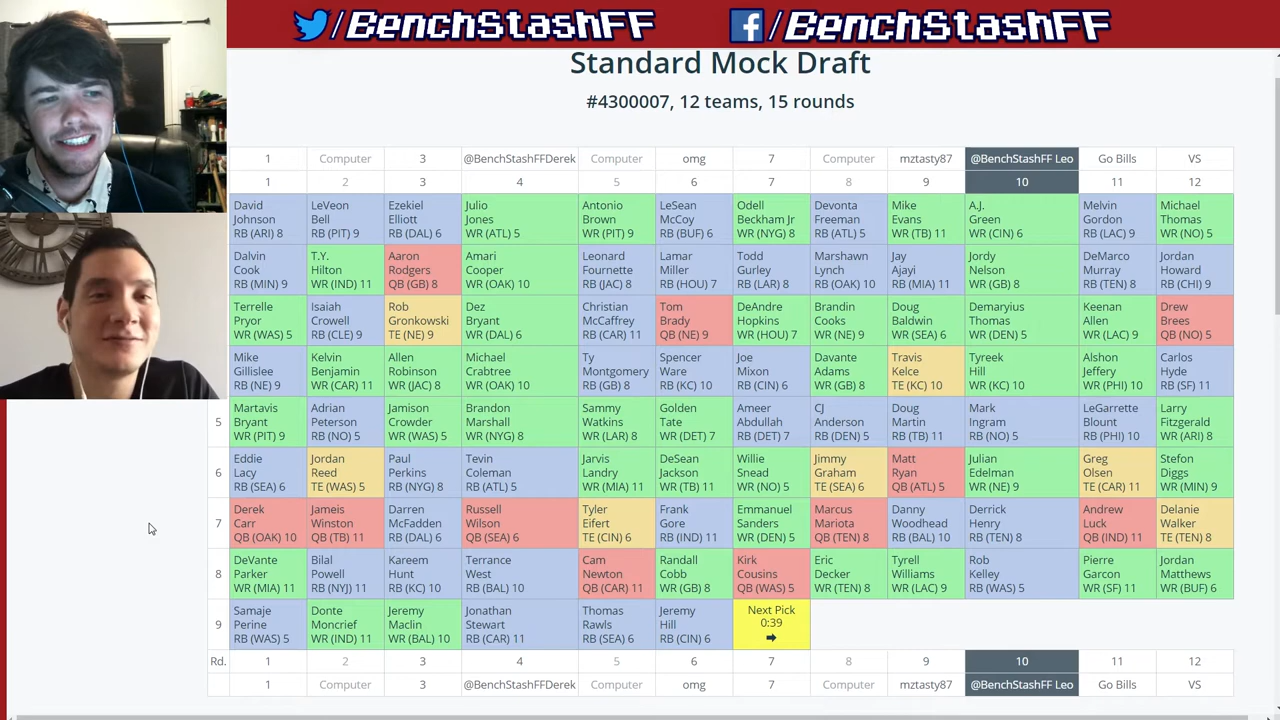 /BenchStashFF /BenchStashFF
Standard Mock Draft
#4300007, 12 teams, 15 rounds
1 Computer 3 @BenchStashFFDerek Computer omg 7 Computer mztasty87 @BenchStashFF Leo Go Bills VS
1 2 3 4 5 6 7 8 9 10 11 12
David LeVeon Ezekiel Julio Antonio LeSean Odell Devonta Mike A.J. Melvin Michael
Johnson Bell Elliott Jones Brown McCoy Beckham Jr Freeman Evans Green Gordon Thomas
RB (ARI) 8 RB (PIT) 9 RB (DAL) 6 WR (ATL) 5 WR (PIT) 9 RB (BUF) 6 WR (NYG) 8 RB (ATL) 5 WR (TB) 11 WR (CIN) 6 RB (LAC) 9 WR (NO) 5
Dalvin T.Y. Aaron Amari Leonard Lamar Todd Marshawn Jay Jordy DeMarco Jordan
Cook Hilton Rodgers Cooper Fournette Miller Gurley Lynch Ajayi Nelson Murray Howard
RB (MIN) 9 WR (IND) 11 QB (GB) 8 WR (OAK) 10 RB (JAC) 8 RB (HOU) 7 RB (LAR) 8 RB (OAK) 10 RB (MIA) 11 WR (GB) 8 RB (TEN) 8 RB (CHI) 9
Terrelle Isaiah Rob Dez Christian Tom DeAndre Brandin Doug Demaryius Keenan Drew
Pryor Crowell Gronkowski Bryant McCaffrey Brady Hopkins Cooks Baldwin Thomas Allen Brees
WR (WAS) 5 RB (CLE) 9 TE (NE) 9 WR (DAL) 6 RB (CAR) 11 QB (NE) 9 WR (HOU) 7 WR (NE) 9 WR (SEA) 6 WR (DEN) 5 WR (LAC) 9 QB (NO) 5
Mike Kelvin Allen Michael Ty Spencer Joe Davante Travis Tyreek Alshon Carlos
Gillislee Benjamin Robinson Crabtree Montgomery Ware Mixon Adams Kelce Hill Jeffery Hyde
RB (NE) 9 WR (CAR) 11 WR (JAC) 8 WR (OAK) 10 RB (GB) 8 RB (KC) 10 RB (CIN) 6 WR (GB) 8 TE (KC) 10 WR (KC) 10 WR (PHI) 10 RB (SF) 11
Martavis Adrian Jamison Brandon Sammy Golden Ameer CJ Doug Mark LeGarrette Larry
5 Bryant Peterson Crowder Marshall Watkins Tate Abdullah Anderson Martin Ingram Blount Fitzgerald
WR (PIT) 9 RB (NO) 5 WR (WAS) 5 WR (NYG) 8 WR (LAR) 8 WR (DET) 7 RB (DET) 7 RB (DEN) 5 RB (TB) 11 RB (NO) 5 RB (PHI) 10 WR (ARI) 8
Eddie Jordan Paul Tevin Jarvis DeSean Willie Jimmy Matt Julian Greg Stefon
6 Lacy Reed Perkins Coleman Landry Jackson Snead Graham Ryan Edelman Olsen Diggs
RB (SEA) 6 TE (WAS) 5 RB (NYG) 8 RB (ATL) 5 WR (MIA) 11 WR (TB) 11 WR (NO) 5 TE (SEA) 6 QB (ATL) 5 WR (NE) 9 TE (CAR) 11 WR (MIN) 9
Derek Jameis Darren Russell Tyler Frank Emmanuel Marcus Danny Derrick Andrew Delanie
7 Carr Winston McFadden Wilson Eifert Gore Sanders Mariota Woodhead Henry Luck Walker
QB (OAK) 10 QB (TB) 11 RB (DAL) 6 QB (SEA) 6 TE (CIN) 6 RB (IND) 11 WR (DEN) 5 QB (TEN) 8 RB (BAL) 10 RB (TEN) 8 QB (IND) 11 TE (TEN) 8
DeVante Bilal Kareem Terrance Cam Randall Kirk Eric Tyrell Rob Pierre Jordan
8 Parker Powell Hunt West Newton Cobb Cousins Decker Williams Kelley Garcon Matthews
WR (MIA) 11 RB (NYJ) 11 RB (KC) 10 RB (BAL) 10 QB (CAR) 11 WR (GB) 8 QB (WAS) 5 WR (TEN) 8 WR (LAC) 9 RB (WAS) 5 WR (SF) 11 WR (BUF) 6
Samaje Donte Jeremy Jonathan Thomas Jeremy Next Pick
9 Perine Moncrief Maclin Stewart Rawls Hill 0:39
RB (WAS) 5 WR (IND) 11 WR (BAL) 10 RB (CAR) 11 RB (SEA) 6 RB (CIN) 6
Rd. 1 2 3 4 5 6 7 8 9 10 11 12
1 Computer 3 @BenchStashFFDerek Computer omg 7 Computer mztasty87 @BenchStashFF Leo Go Bills VS